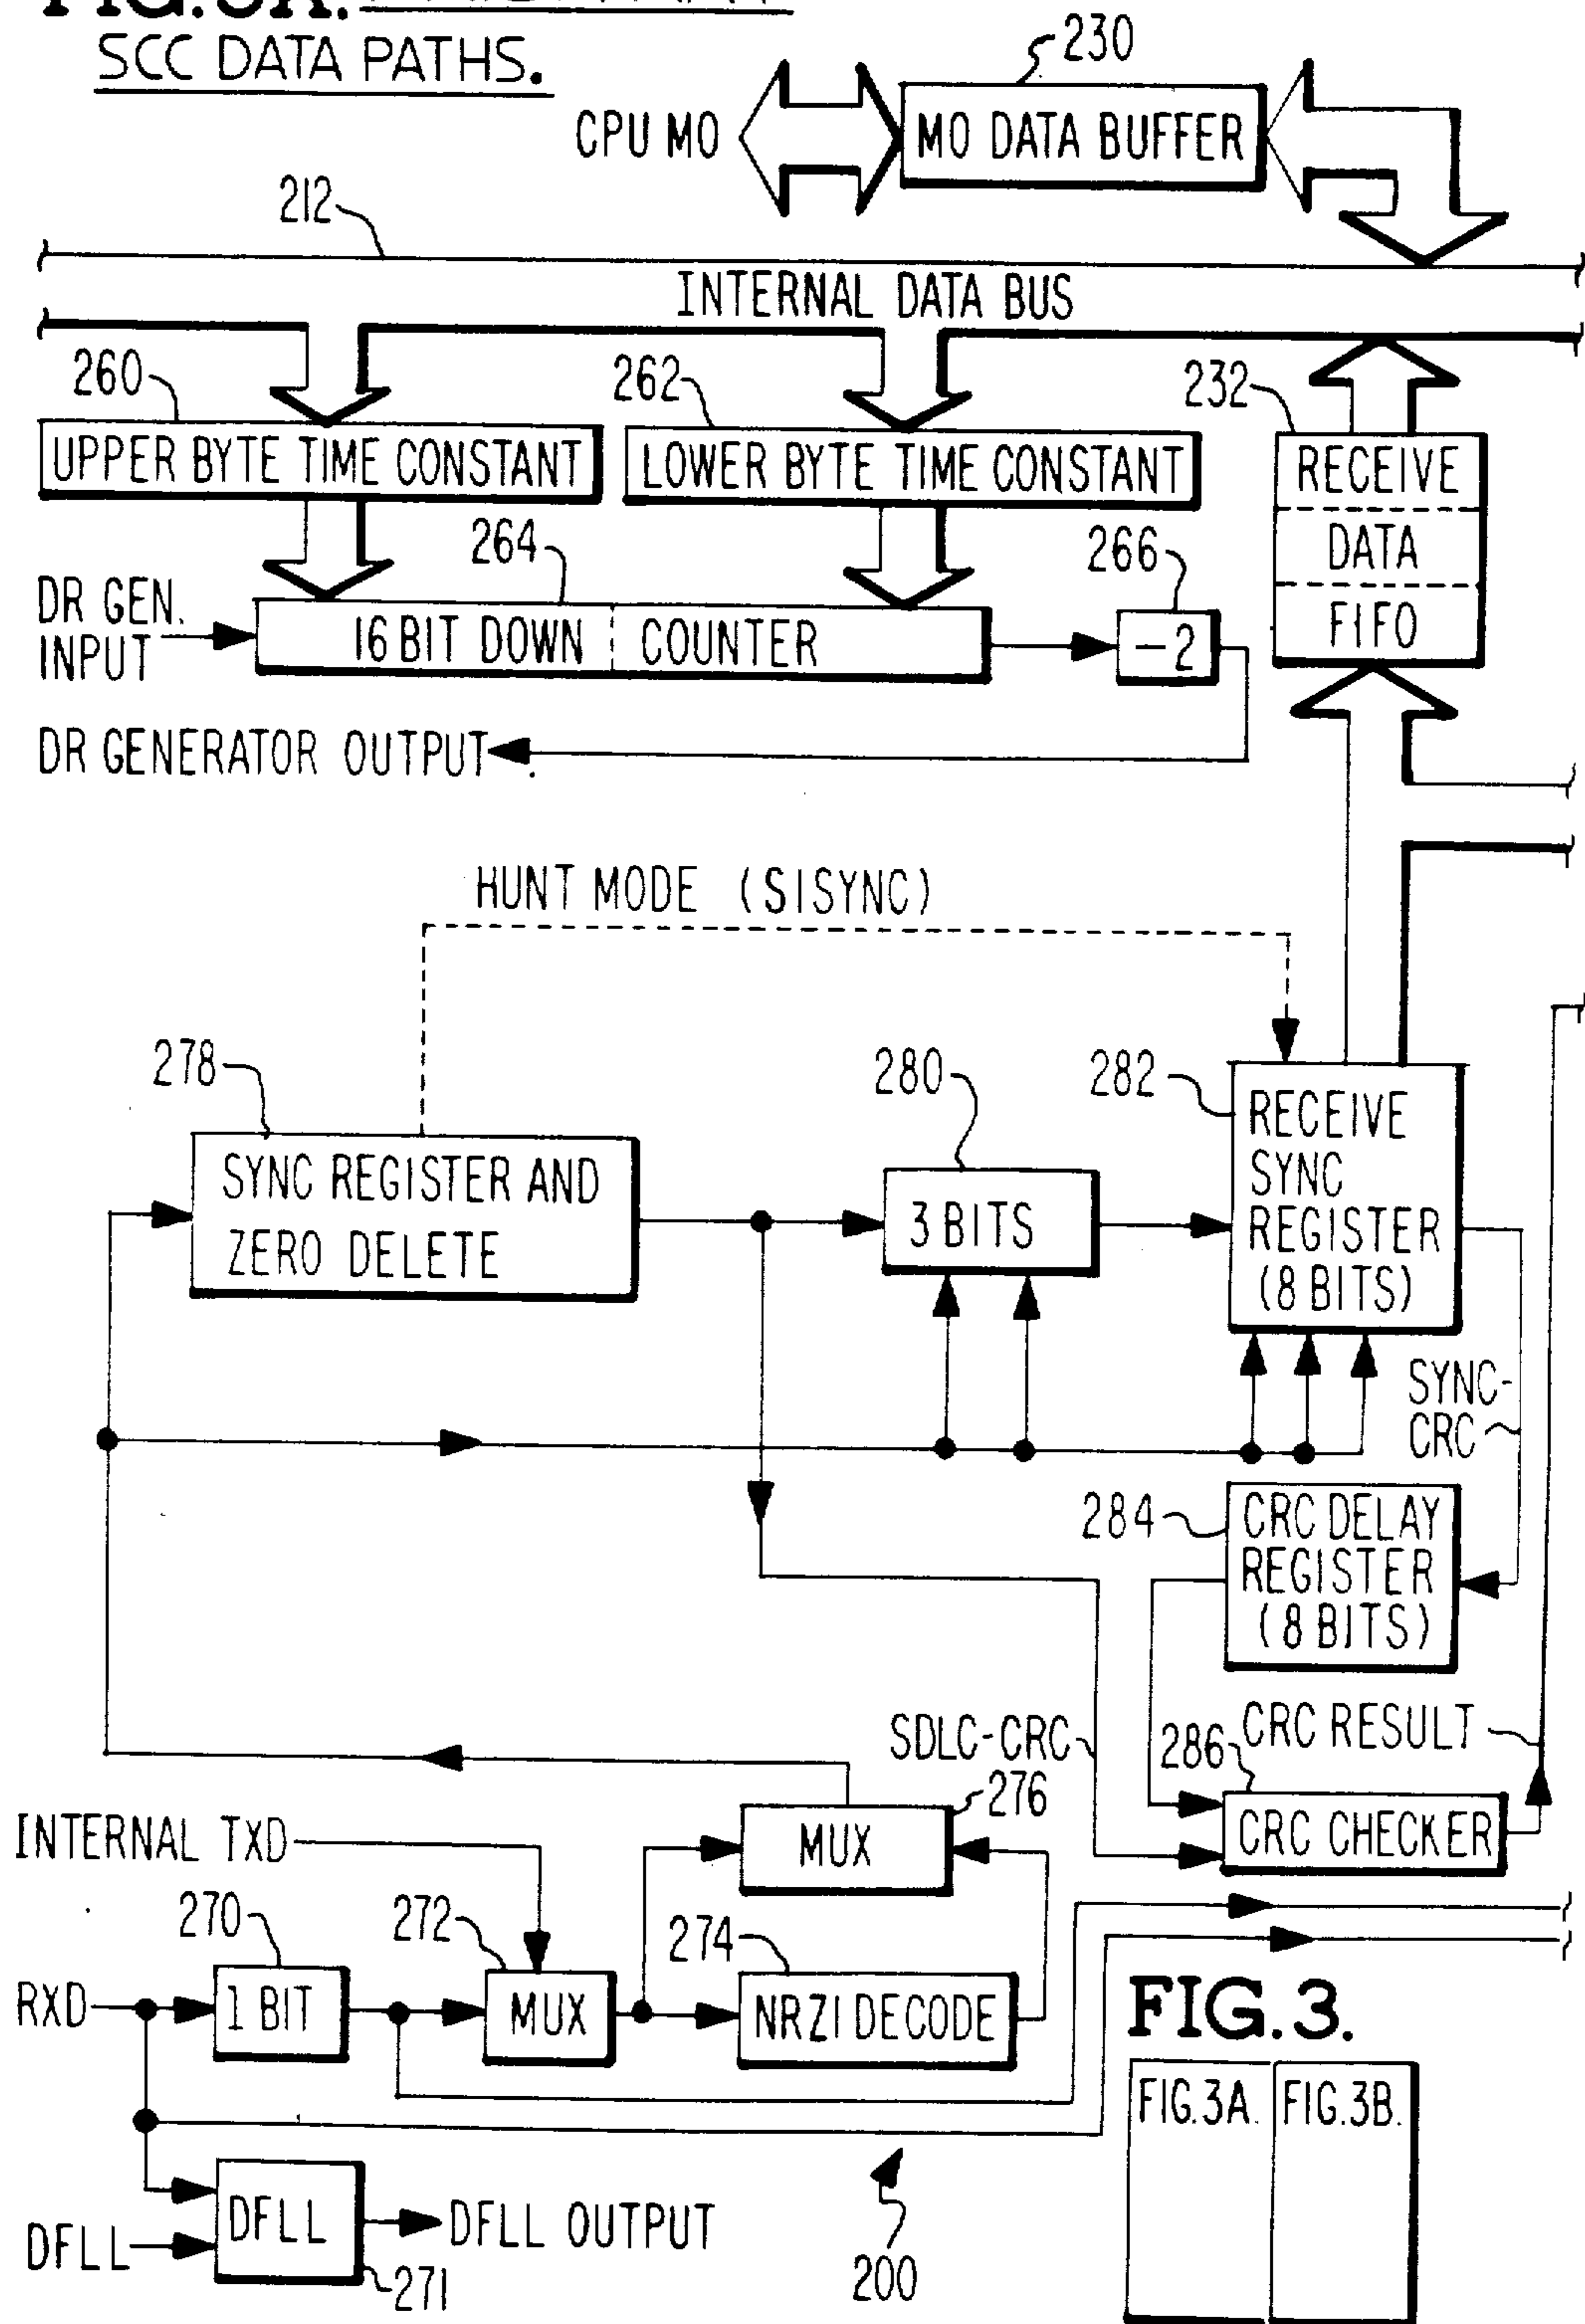 FIG. 3A.
SCC DATA PATHS.
230
CPU MO
MO DATA BUFFER
212
INTERNAL DATA BUS
260
262
232
UPPER BYTE TIME CONSTANT
LOWER BYTE TIME CONSTANT
RECEIVE
DATA
FIFO
264
266
DR GEN.
INPUT
16 BIT DOWN COUNTER
-2
DR GENERATOR OUTPUT
HUNT MODE (SISYNC)
278
280
282
SYNC REGISTER AND
ZERO DELETE
3 BITS
RECEIVE
SYNC
REGISTER
(8 BITS)
SYNC-
CRC
284
CRC DELAY
REGISTER
(8 BITS)
SDLC-CRC
CRC RESULT
286
276
INTERNAL TXD
MUX
CRC CHECKER
270
272
274
RXD
1 BIT
MUX
NRZI DECODE
FIG. 3.
FIG. 3A.
FIG. 3B.
DFLL
DFLL
DFLL OUTPUT
271
200